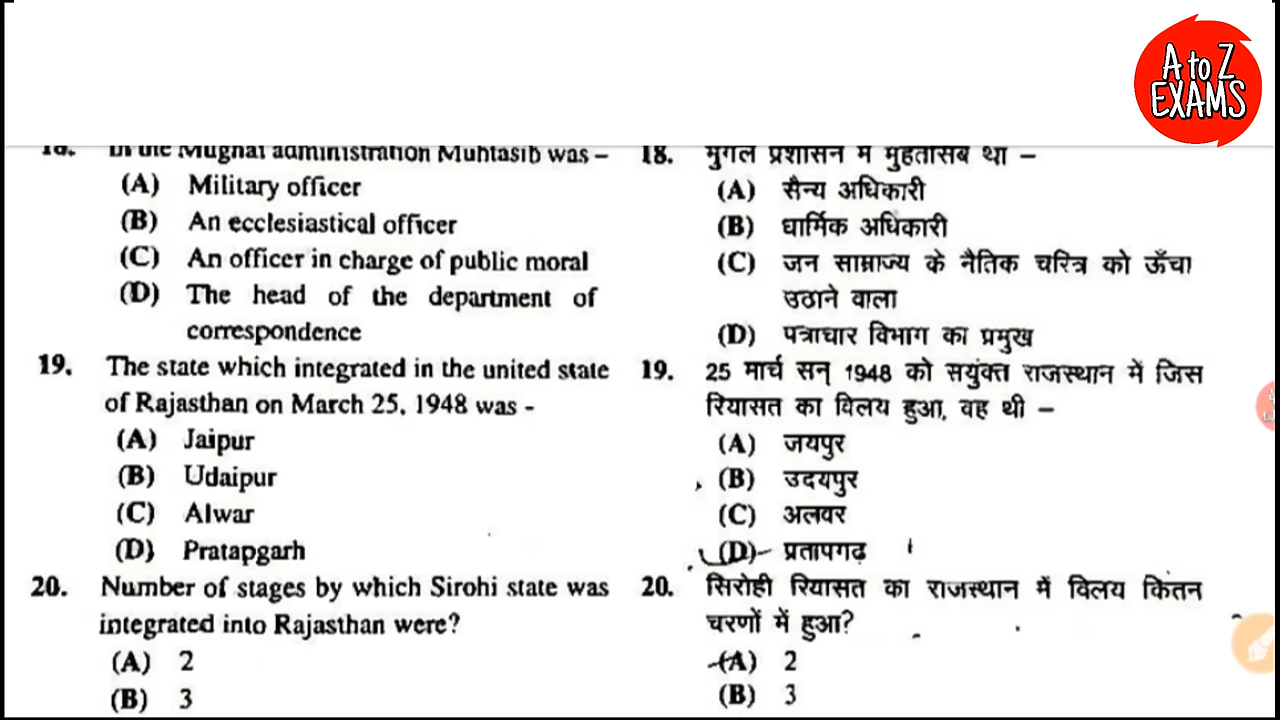 A to Z
EXAMS
18. In the Mughal administration Muhtasib was –
(A) Military officer
(B) An ecclesiastical officer
(C) An officer in charge of public moral
(D) The head of the department of
correspondence
19. The state which integrated in the united state
of Rajasthan on March 25, 1948 was -
(A) Jaipur
(B) Udaipur
(C) Alwar
(D) Pratapgarh
20. Number of stages by which Sirohi state was
integrated into Rajasthan were?
(A) 2
(B) 3
18. मुगल प्रशासन में मुहतसिब था –
(A) सैन्य अधिकारी
(B) धार्मिक अधिकारी
(C) जन साम्राज्य के नैतिक चरित्र को ऊँचा
उठाने वाला
(D) पत्राचार विभाग का प्रमुख
19. 25 मार्च सन् 1948 को सयुंक्त राजस्थान में जिस
रियासत का विलय हुआ, वह थी –
(A) जयपुर
(B) उदयपुर
(C) अलवर
(D) प्रतापगढ़
20. सिरोही रियासत का राजस्थान में विलय कितन
चरणों में हुआ?
(A) 2
(B) 3